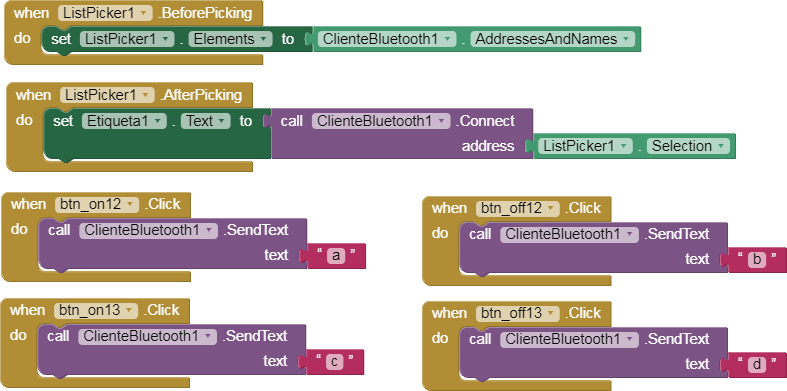 when ListPicker1 .BeforePicking
do set ListPicker1 . Elements to ClienteBluetooth1 . AddressesAndNames
when ListPicker1 .AfterPicking
do set Etiqueta1 . Text to call ClienteBluetooth1 .Connect
address ListPicker1 . Selection
when btn_on12 .Click
do call ClienteBluetooth1 .SendText
text “ a ”
when btn_off12 .Click
do call ClienteBluetooth1 .SendText
text “ b ”
when btn_on13 .Click
do call ClienteBluetooth1 .SendText
text “ c ”
when btn_off13 .Click
do call ClienteBluetooth1 .SendText
text “ d ”